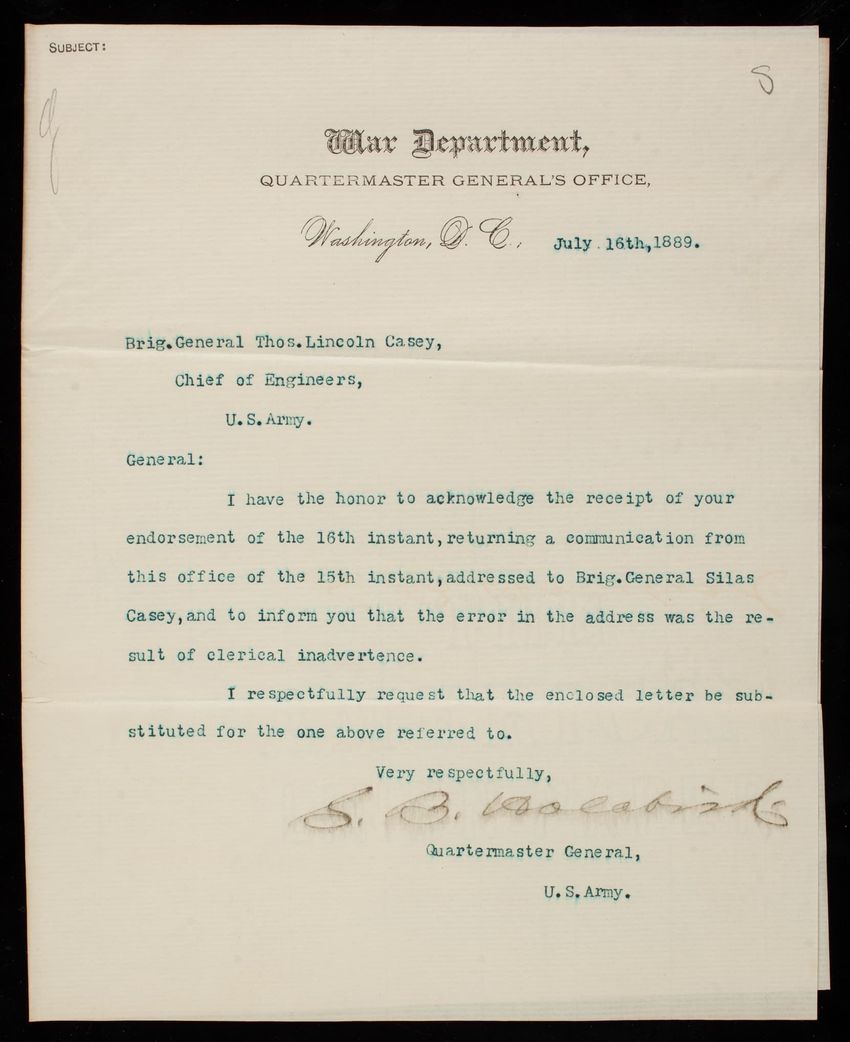 SUBJECT:
S
War Department,
QUARTERMASTER GENERAL'S OFFICE,
Washington, D. C., July 16th, 1889.
Brig.General Thos.Lincoln Casey,
Chief of Engineers,
U.S.Army.
General:
I have the honor to acknowledge the receipt of your
endorsement of the 16th instant,returning a communication from
this office of the 15th instant,addressed to Brig.General Silas
Casey,and to inform you that the error in the address was the re-
sult of clerical inadvertence.
I respectfully request that the enclosed letter be sub-
stituted for the one above referred to.
Very respectfully,
S. B. Holabird
Quartermaster General,
U.S.Army.